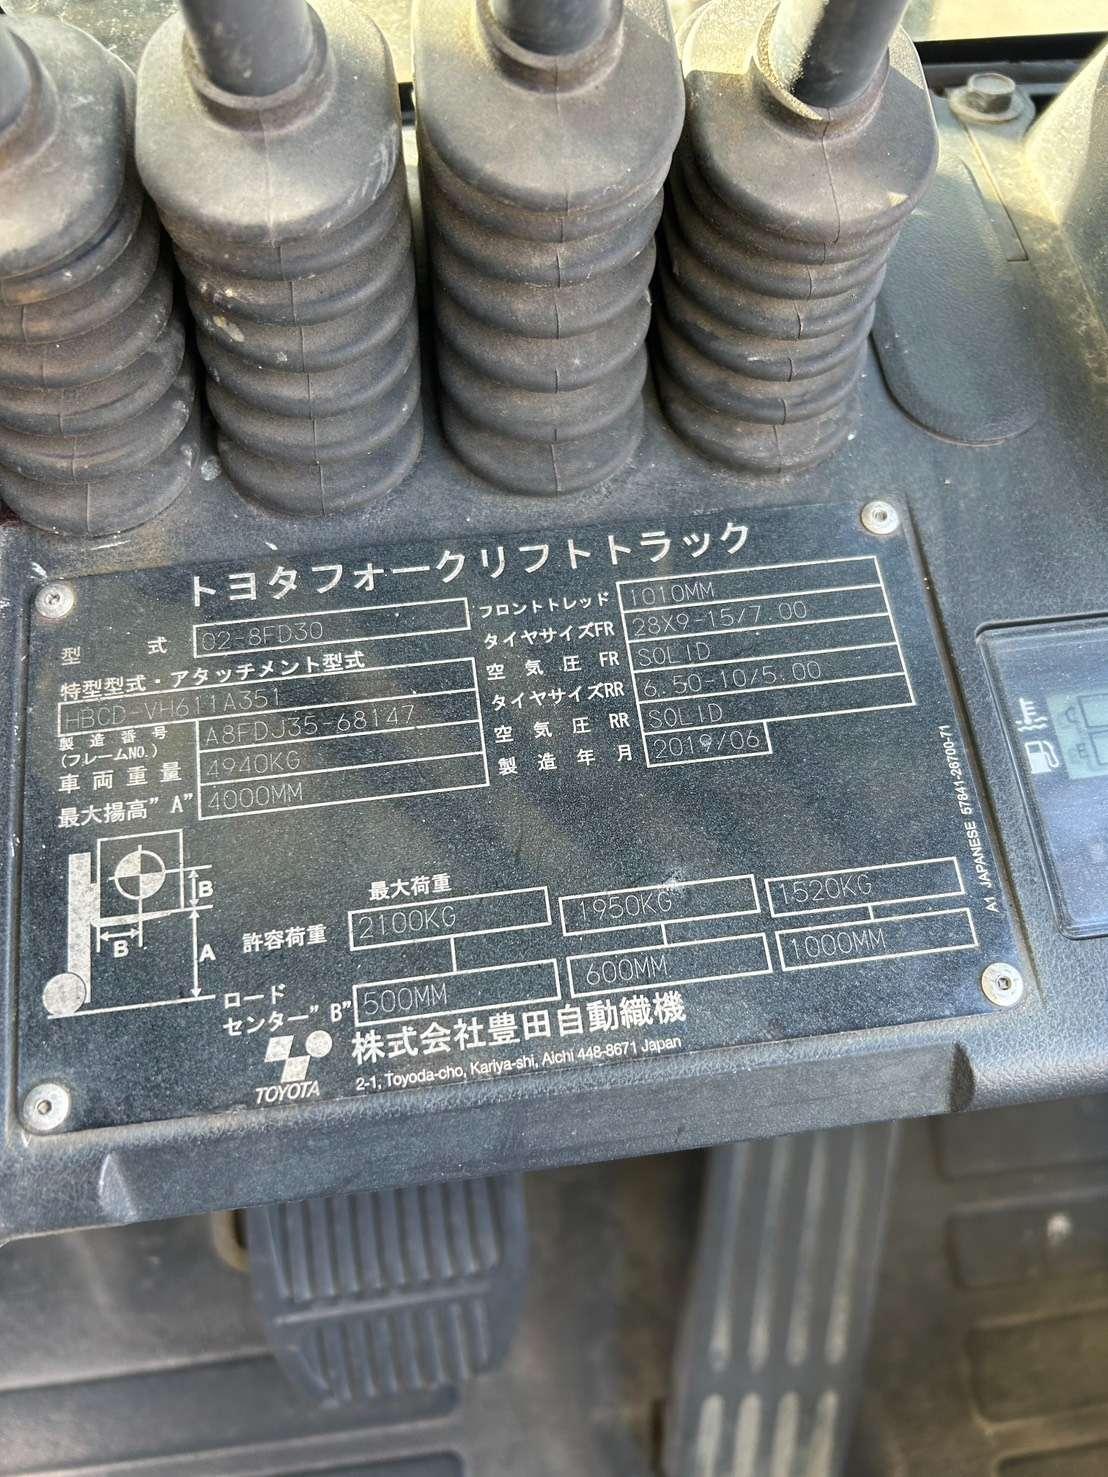 トヨタフォークリフトトラック
型式 02-8FD30
特型型式・アタッチメント型式
HBCD-VH611A351
製造番号 (フレームNO.) A8FDJ35-68147
車両重量 4940KG
最大揚高"A" 4000MM
フロントトレッド 1010MM
タイヤサイズFR 28X9-15/7.00
空気圧FR SOLID
タイヤサイズRR 6.50-10/5.00
空気圧RR SOLID
製造年月 2019/06
B
B
A
最大荷重
許容荷重 2100KG 1950KG 1520KG
ロードセンター"B" 500MM 600MM 1000MM
TOYOTA
株式会社豊田自動織機
2-1, Toyoda-cho, Kariya-shi, Aichi 448-8671 Japan
A1 JAPANESE 57841-26700-71